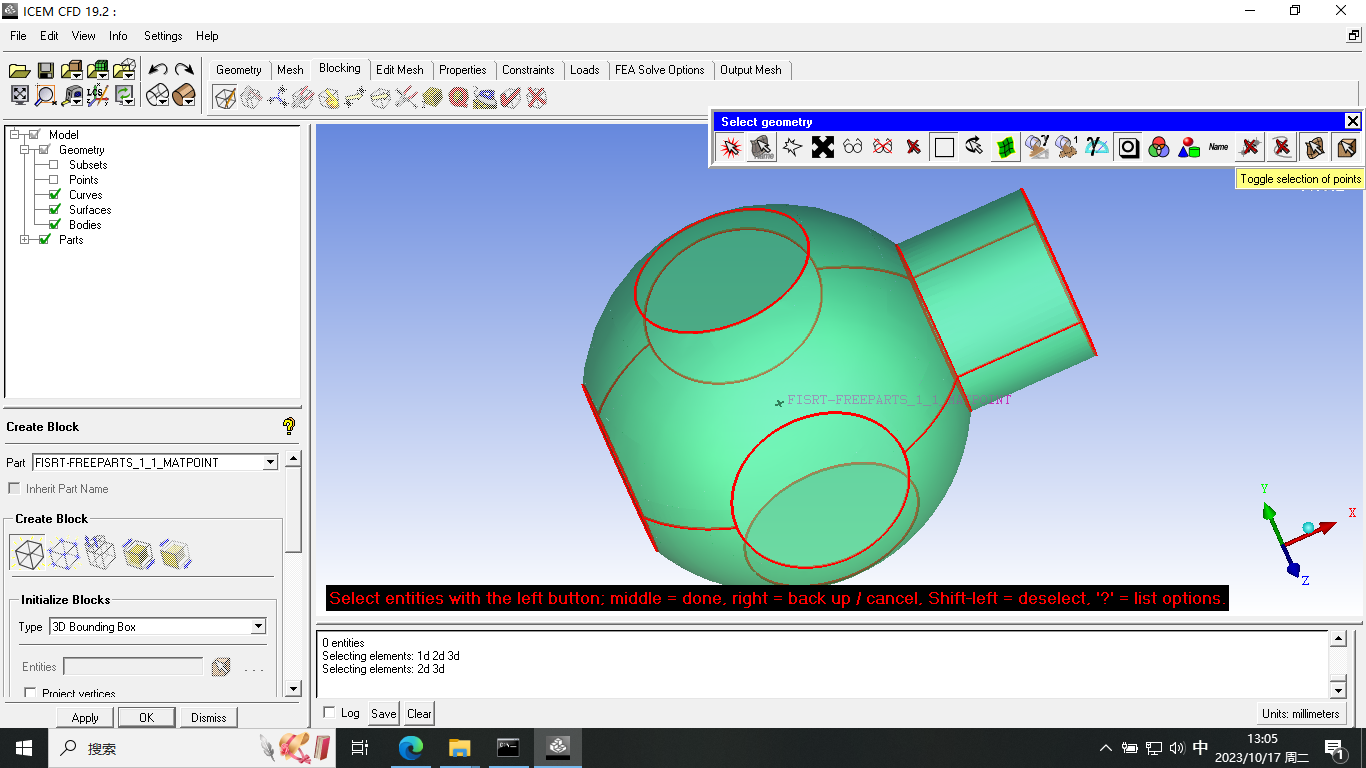 ICEM CFD 19.2 :
File Edit View Info Settings Help
Geometry Mesh Blocking Edit Mesh Properties Constraints Loads FEA Solve Options Output Mesh
Select geometry
Name
Toggle selection of points
Model
Geometry
Subsets
Points
Curves
Surfaces
Bodies
Parts
FISRT-FREEPARTS_1_1_MATPOINT
Y
X
Z
Create Block
Part FISRT-FREEPARTS_1_1_MATPOINT
Inherit Part Name
Create Block
Initialize Blocks
Type 3D Bounding Box
Entities ...
Project vertices
Apply OK Dismiss
Select entities with the left button; middle = done, right = back up / cancel, Shift-left = deselect, '?' = list options.
0 entities
Selecting elements: 1d 2d 3d
Selecting elements: 2d 3d
Log Save Clear
Units: millimeters
搜索
中
13:05
2023/10/17 周二
1